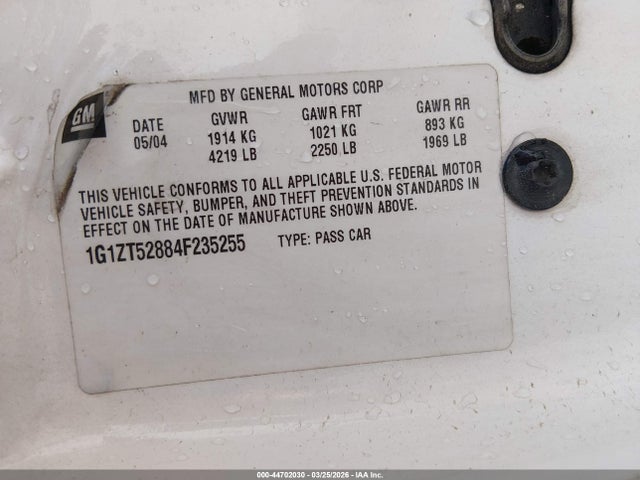 MFD BY GENERAL MOTORS CORP
GM
DATE GVWR GAWR FRT GAWR RR
05/04 1914 KG 1021 KG 893 KG
4219 LB 2250 LB 1969 LB
THIS VEHICLE CONFORMS TO ALL APPLICABLE U.S. FEDERAL MOTOR
VEHICLE SAFETY, BUMPER, AND THEFT PREVENTION STANDARDS IN
EFFECT ON THE DATE OF MANUFACTURE SHOWN ABOVE.
1G1ZT52884F235255 TYPE: PASS CAR
000-44702030 - 03/25/2026 - IAA Inc.